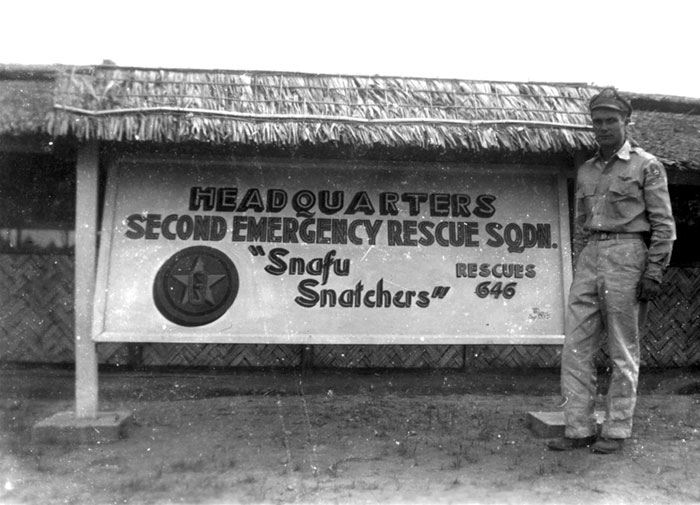 HEADQUARTERS
SECOND EMERGENCY RESCUE SQDN.
"Snafu
Snatchers"
RESCUES
646